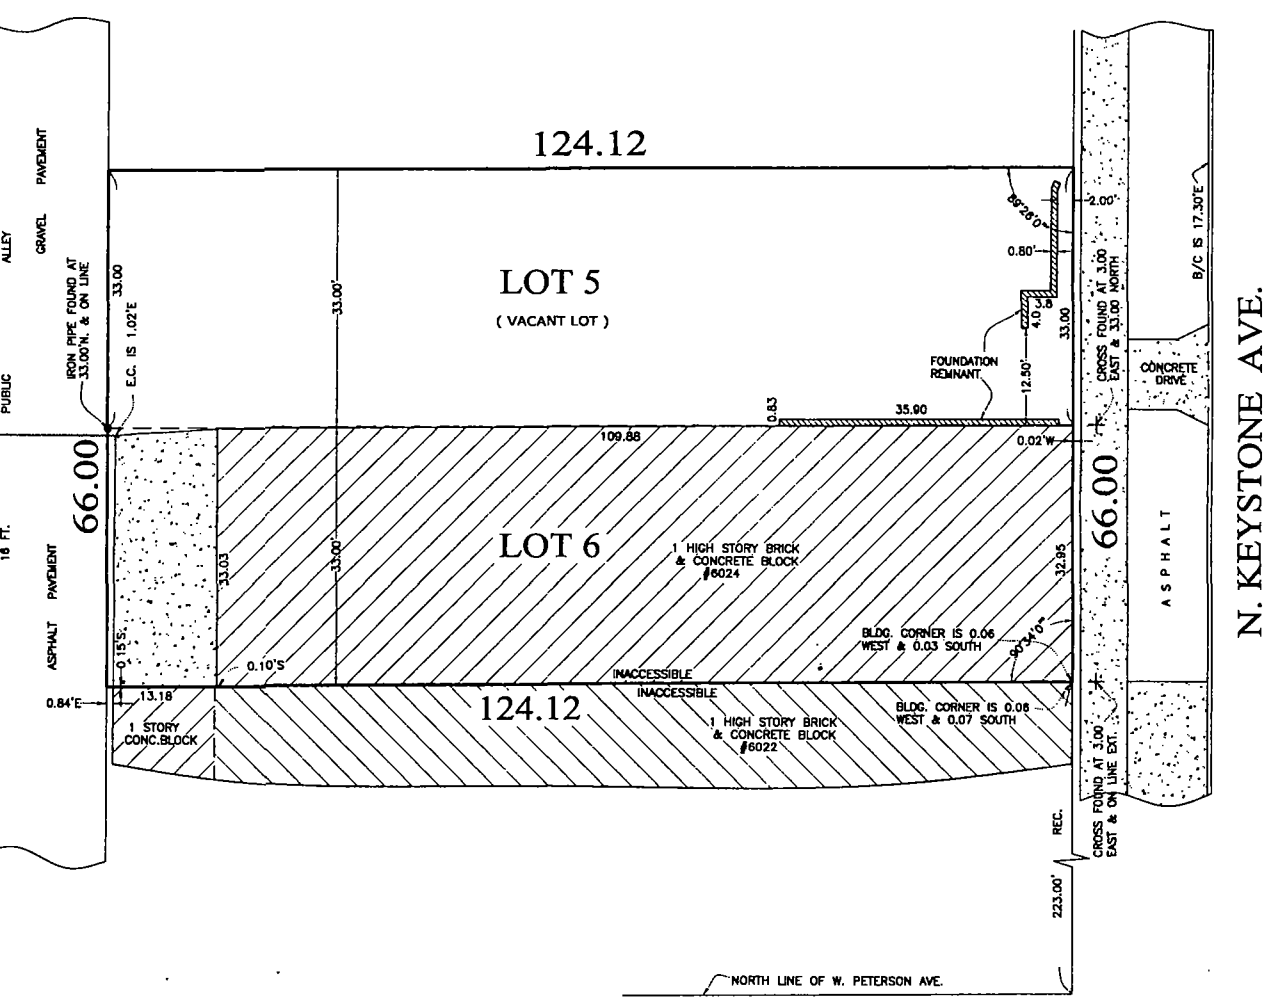 124.12
PAVEMENT
GRAVEL
ALLEY
PUBLIC
16 FT.
IRON PIPE FOUND AT
33.00'N. & ON LINE
33.00
E.C. IS 1.02'E
33.00'
LOT 5
( VACANT LOT )
89°26'0"
2.00'
0.80'
3.8
4.0
33.00
12.50'
FOUNDATION
REMNANT
0.83
35.90
CROSS FOUND AT 3.00
EAST & 33.00 NORTH
B/C IS 17.30'E
CONCRETE
DRIVE
N. KEYSTONE AVE.
109.88
0.02'W
66.00
66.00
ASPHALT PAVEMENT
33.03
33.00'
LOT 6
1 HIGH STORY BRICK
& CONCRETE BLOCK
#6024
32.95
ASPHALT
BLDG. CORNER IS 0.06
WEST & 0.03 SOUTH
90°34'0"
0.15'S
0.10'S
INACCESSIBLE
INACCESSIBLE
0.84'E
13.18
124.12
1 STORY
CONC.BLOCK
1 HIGH STORY BRICK
& CONCRETE BLOCK
#6022
BLDG. CORNER IS 0.06
WEST & 0.07 SOUTH
CROSS FOUND AT 3.00
EAST & ON LINE EXT.
REC.
223.00'
NORTH LINE OF W. PETERSON AVE.